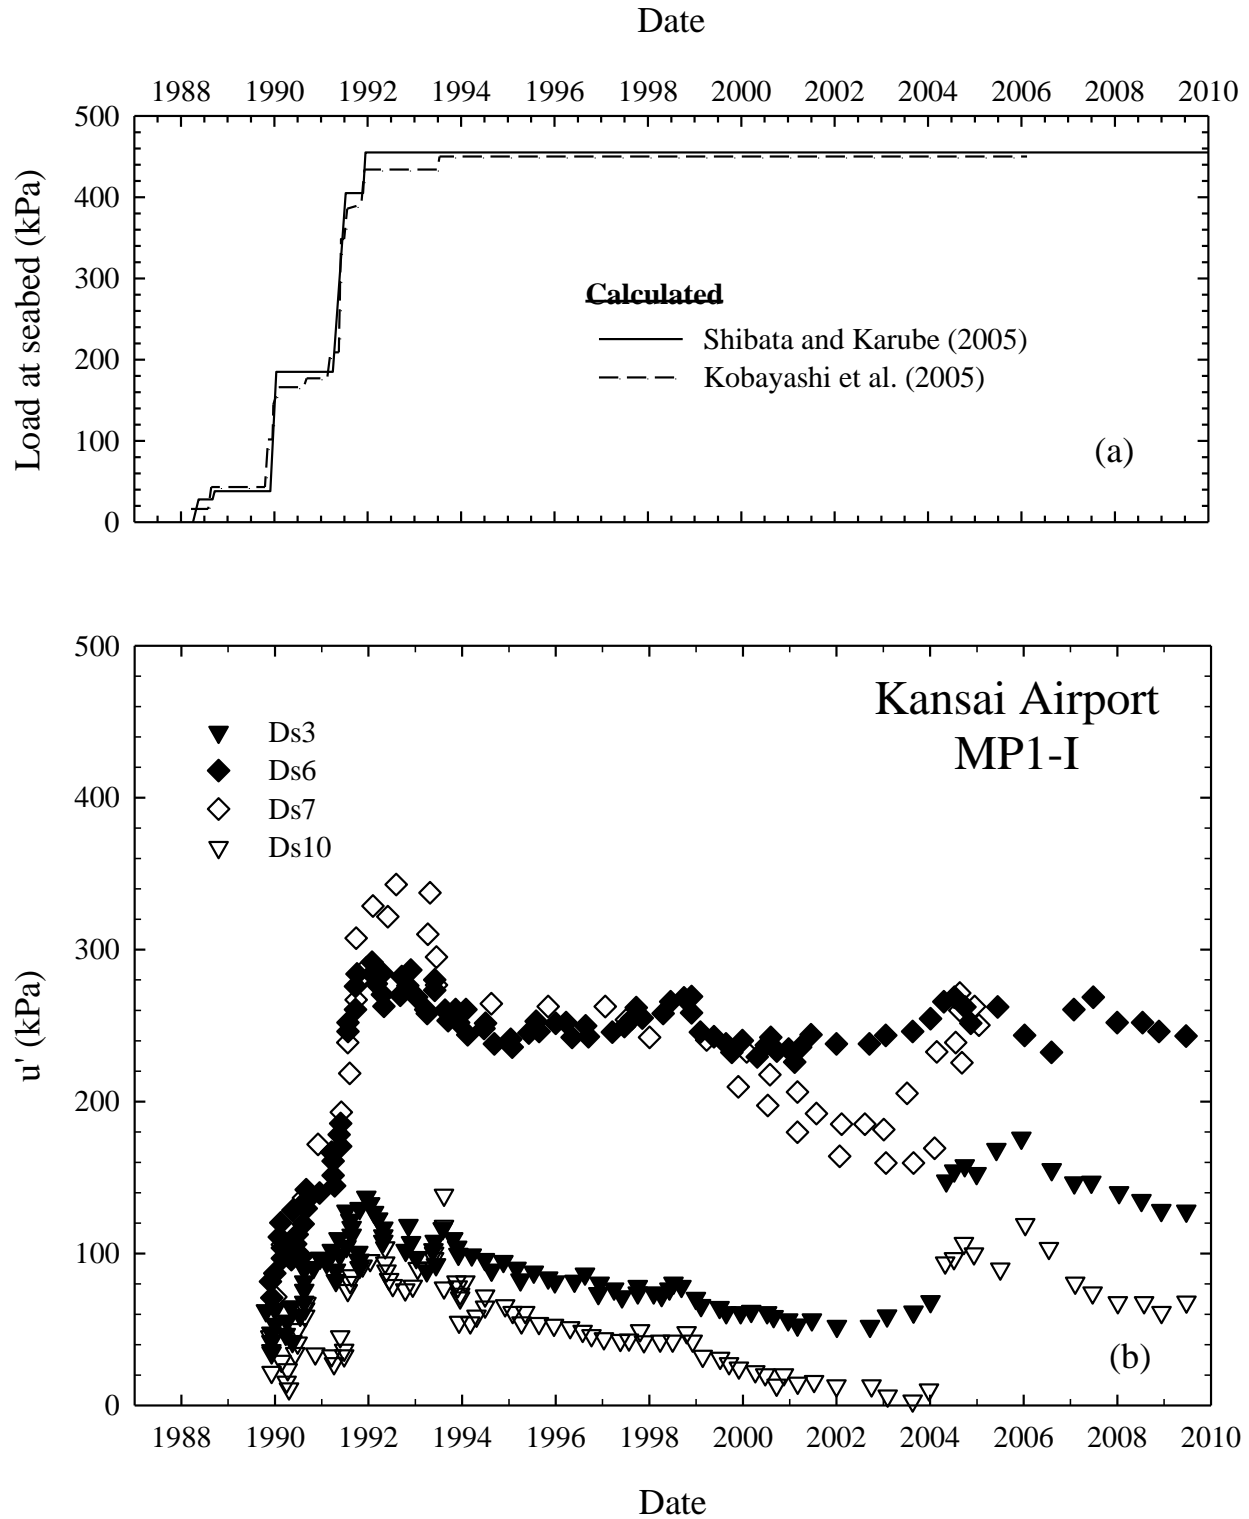 Date
1988 1990 1992 1994 1996 1998 2000 2002 2004 2006 2008 2010
500
400
300
200
100
0
Load at seabed (kPa)
Calculated
Shibata and Karube (2005)
Kobayashi et al. (2005)
(a)
500
400
300
200
100
0
u' (kPa)
Kansai Airport
MP1-I
Ds3
Ds6
Ds7
Ds10
(b)
1988 1990 1992 1994 1996 1998 2000 2002 2004 2006 2008 2010
Date